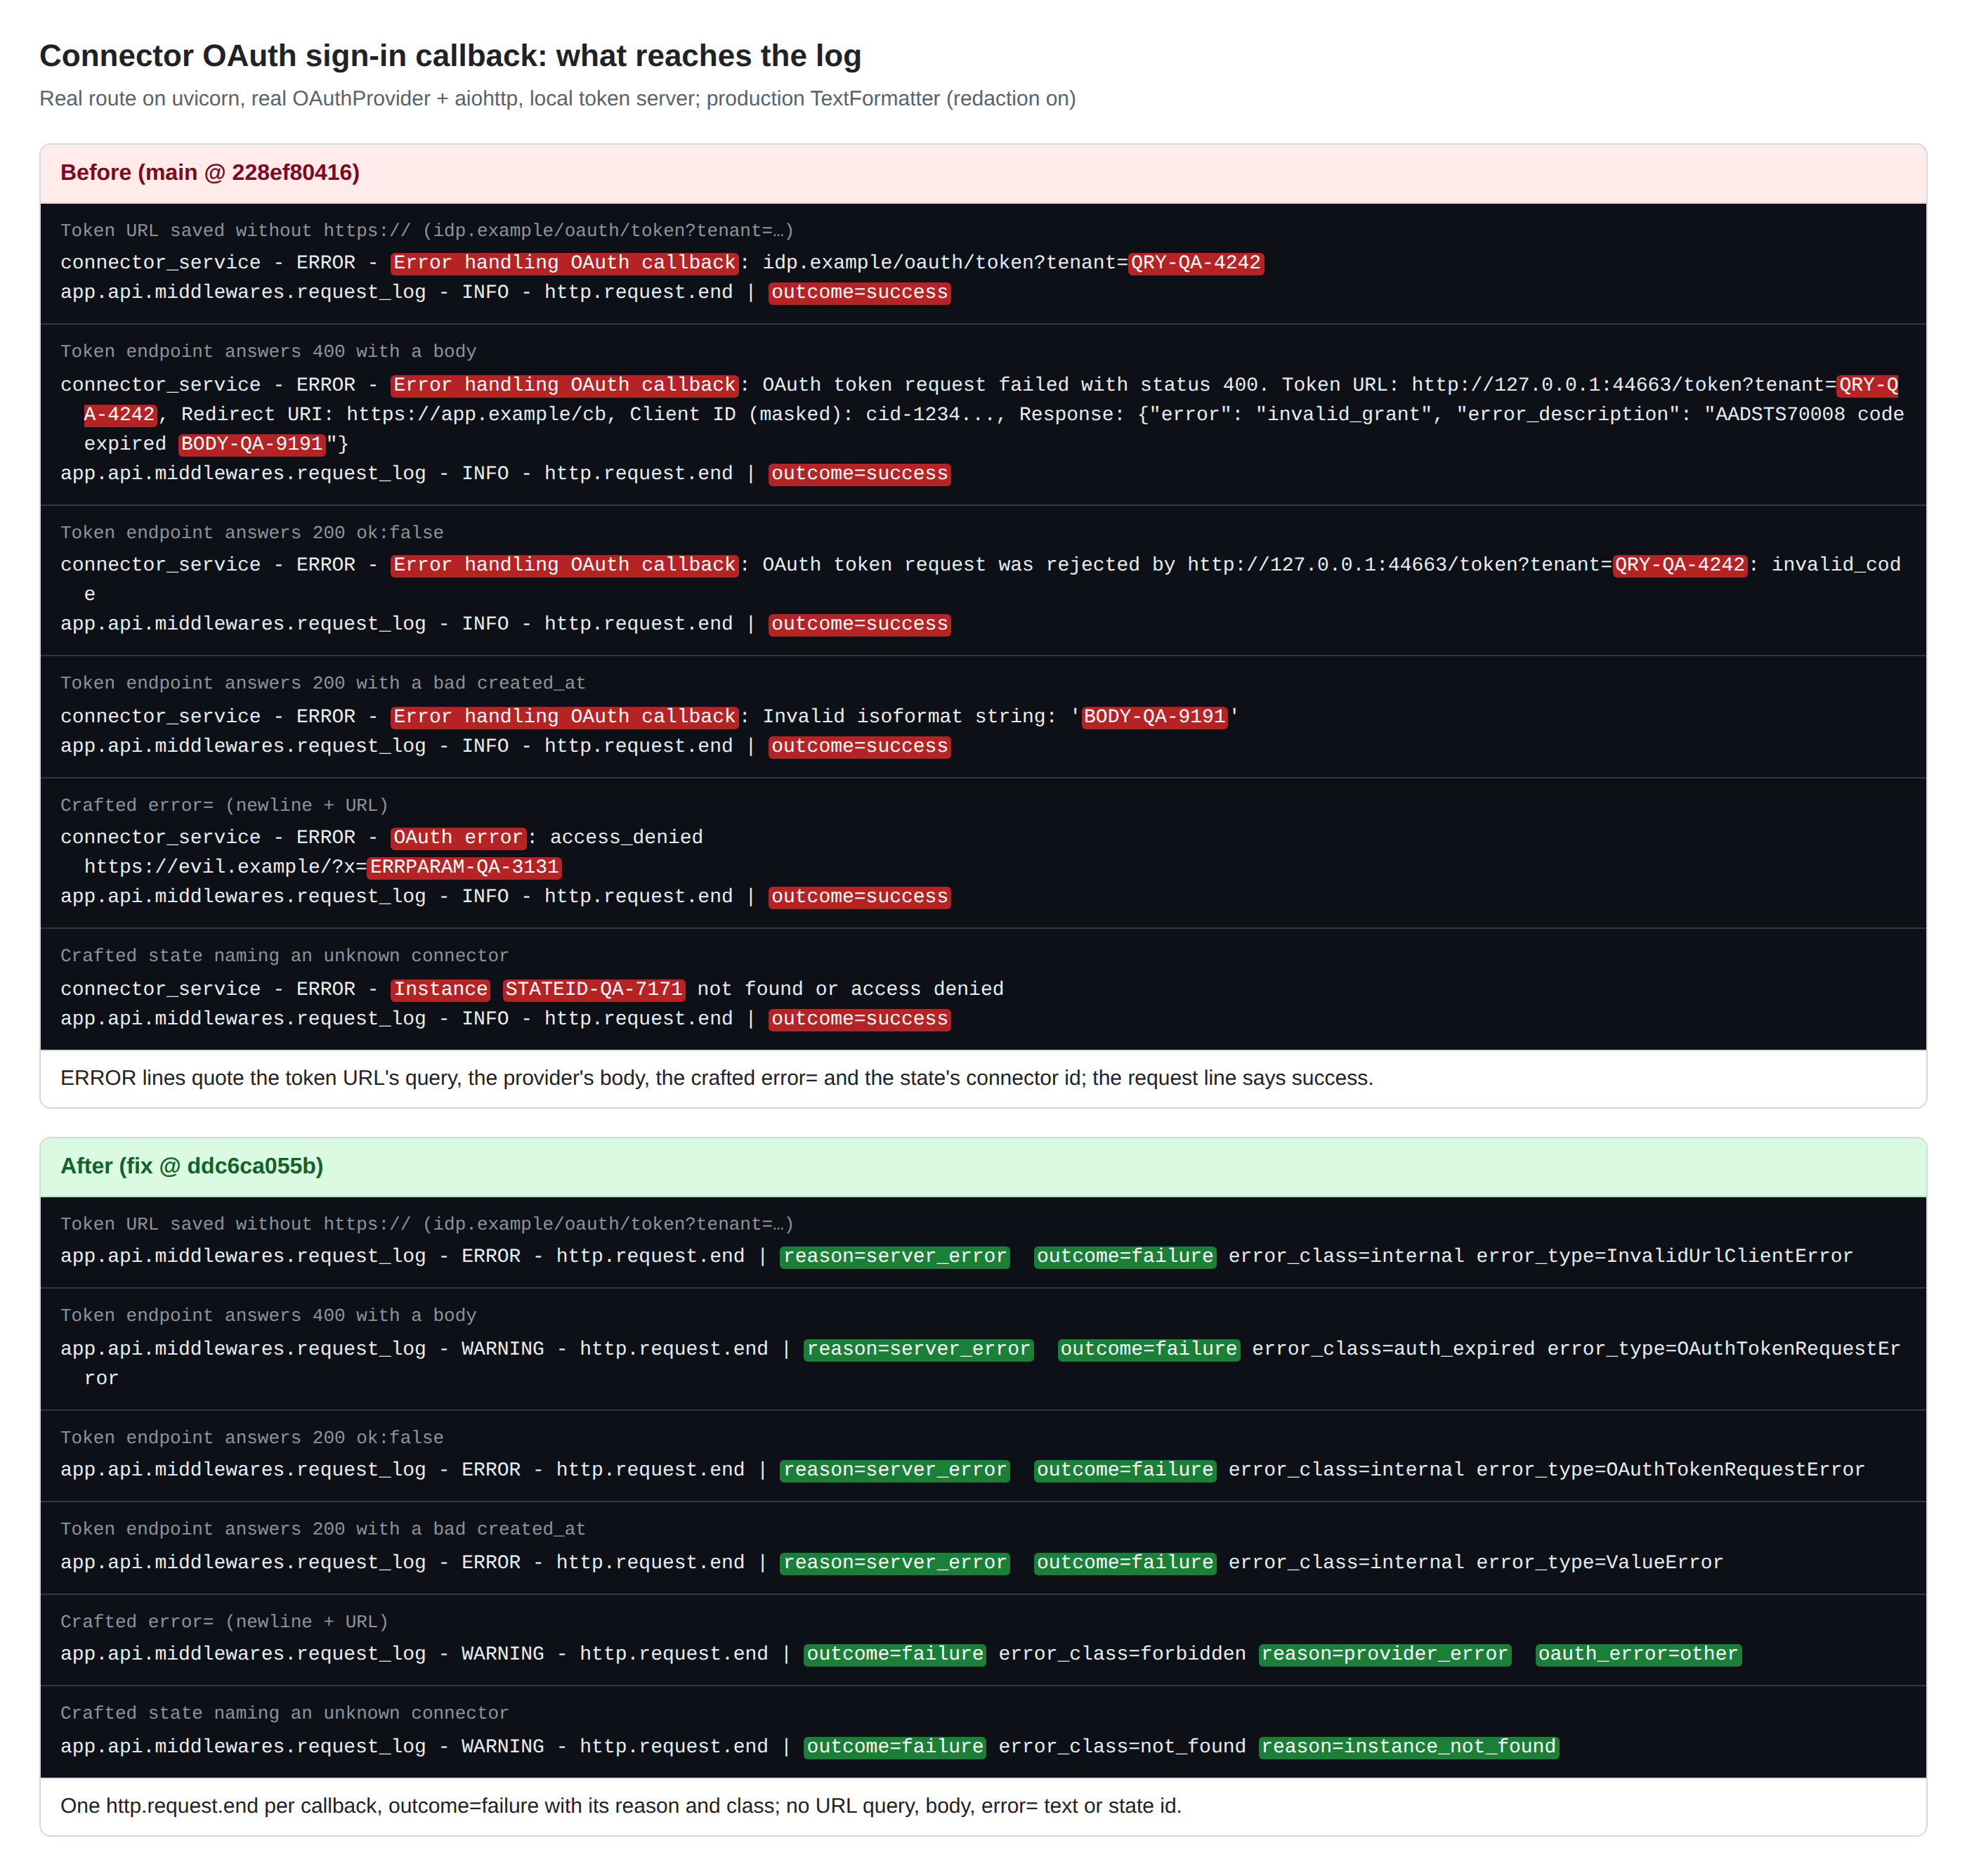 Connector OAuth sign-in callback: what reaches the log
Real route on uvicorn, real OAuthProvider + aiohttp, local token server; production TextFormatter (redaction on)
Before (main @ 228ef80416)
Token URL saved without https:// (idp.example/oauth/token?tenant=…)
connector_service - ERROR - Error handling OAuth callback: idp.example/oauth/token?tenant=QRY-QA-4242
app.api.middlewares.request_log - INFO - http.request.end | outcome=success
Token endpoint answers 400 with a body
connector_service - ERROR - Error handling OAuth callback: OAuth token request failed with status 400. Token URL: http://127.0.0.1:44663/token?tenant=QRY-Q
A-4242, Redirect URI: https://app.example/cb, Client ID (masked): cid-1234..., Response: {"error": "invalid_grant", "error_description": "AADSTS70008 code
expired BODY-QA-9191"}
app.api.middlewares.request_log - INFO - http.request.end | outcome=success
Token endpoint answers 200 ok:false
connector_service - ERROR - Error handling OAuth callback: OAuth token request was rejected by http://127.0.0.1:44663/token?tenant=QRY-QA-4242: invalid_cod
e
app.api.middlewares.request_log - INFO - http.request.end | outcome=success
Token endpoint answers 200 with a bad created_at
connector_service - ERROR - Error handling OAuth callback: Invalid isoformat string: 'BODY-QA-9191'
app.api.middlewares.request_log - INFO - http.request.end | outcome=success
Crafted error= (newline + URL)
connector_service - ERROR - OAuth error: access_denied
https://evil.example/?x=ERRPARAM-QA-3131
app.api.middlewares.request_log - INFO - http.request.end | outcome=success
Crafted state naming an unknown connector
connector_service - ERROR - Instance STATEID-QA-7171 not found or access denied
app.api.middlewares.request_log - INFO - http.request.end | outcome=success
ERROR lines quote the token URL's query, the provider's body, the crafted error= and the state's connector id; the request line says success.
After (fix @ ddc6ca055b)
Token URL saved without https:// (idp.example/oauth/token?tenant=…)
app.api.middlewares.request_log - ERROR - http.request.end | reason=server_error outcome=failure error_class=internal error_type=InvalidUrlClientError
Token endpoint answers 400 with a body
app.api.middlewares.request_log - WARNING - http.request.end | reason=server_error outcome=failure error_class=auth_expired error_type=OAuthTokenRequestEr
ror
Token endpoint answers 200 ok:false
app.api.middlewares.request_log - ERROR - http.request.end | reason=server_error outcome=failure error_class=internal error_type=OAuthTokenRequestError
Token endpoint answers 200 with a bad created_at
app.api.middlewares.request_log - ERROR - http.request.end | reason=server_error outcome=failure error_class=internal error_type=ValueError
Crafted error= (newline + URL)
app.api.middlewares.request_log - WARNING - http.request.end | outcome=failure error_class=forbidden reason=provider_error oauth_error=other
Crafted state naming an unknown connector
app.api.middlewares.request_log - WARNING - http.request.end | outcome=failure error_class=not_found reason=instance_not_found
One http.request.end per callback, outcome=failure with its reason and class; no URL query, body, error= text or state id.